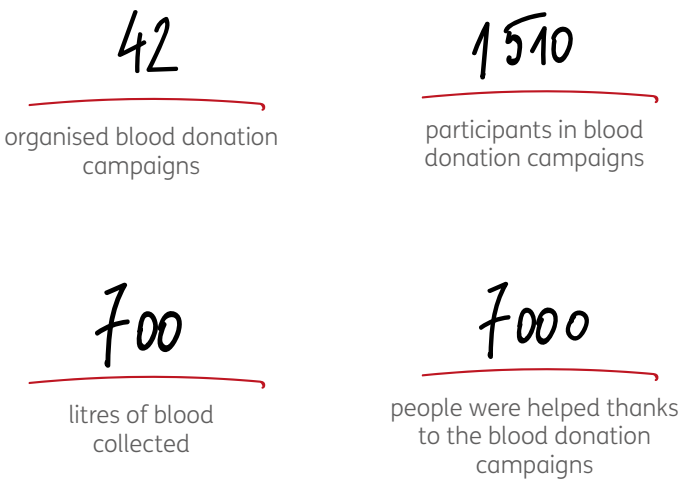 42
organised blood donation
campaigns
1510
participants in blood
donation campaigns
700
litres of blood
collected
7000
people were helped thanks
to the blood donation
campaigns